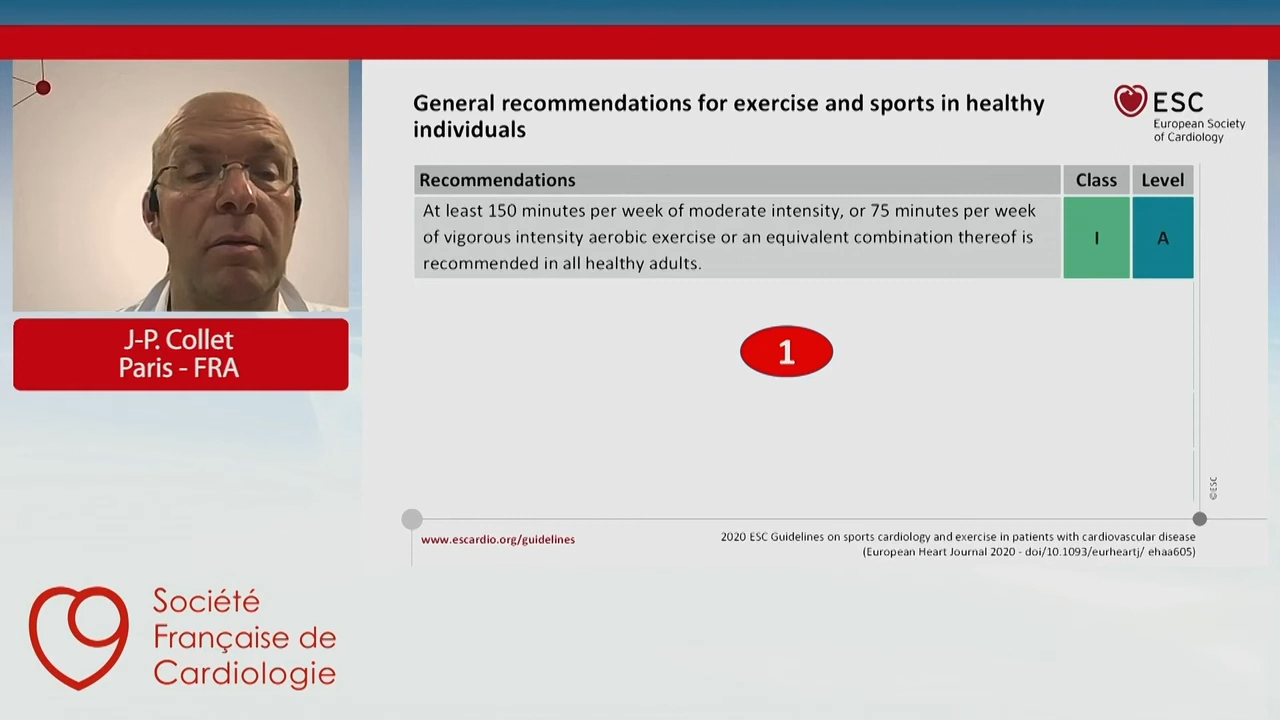 J-P. Collet
Paris - FRA
Société
Française de
Cardiologie
General recommendations for exercise and sports in healthy
individuals
ESC
European Society
of Cardiology
Recommendations Class Level
At least 150 minutes per week of moderate intensity, or 75 minutes per week
of vigorous intensity aerobic exercise or an equivalent combination thereof is
recommended in all healthy adults.
I A
1
©ESC
www.escardio.org/guidelines
2020 ESC Guidelines on sports cardiology and exercise in patients with cardiovascular disease
(European Heart Journal 2020 - doi/10.1093/eurheartj/ ehaa605)